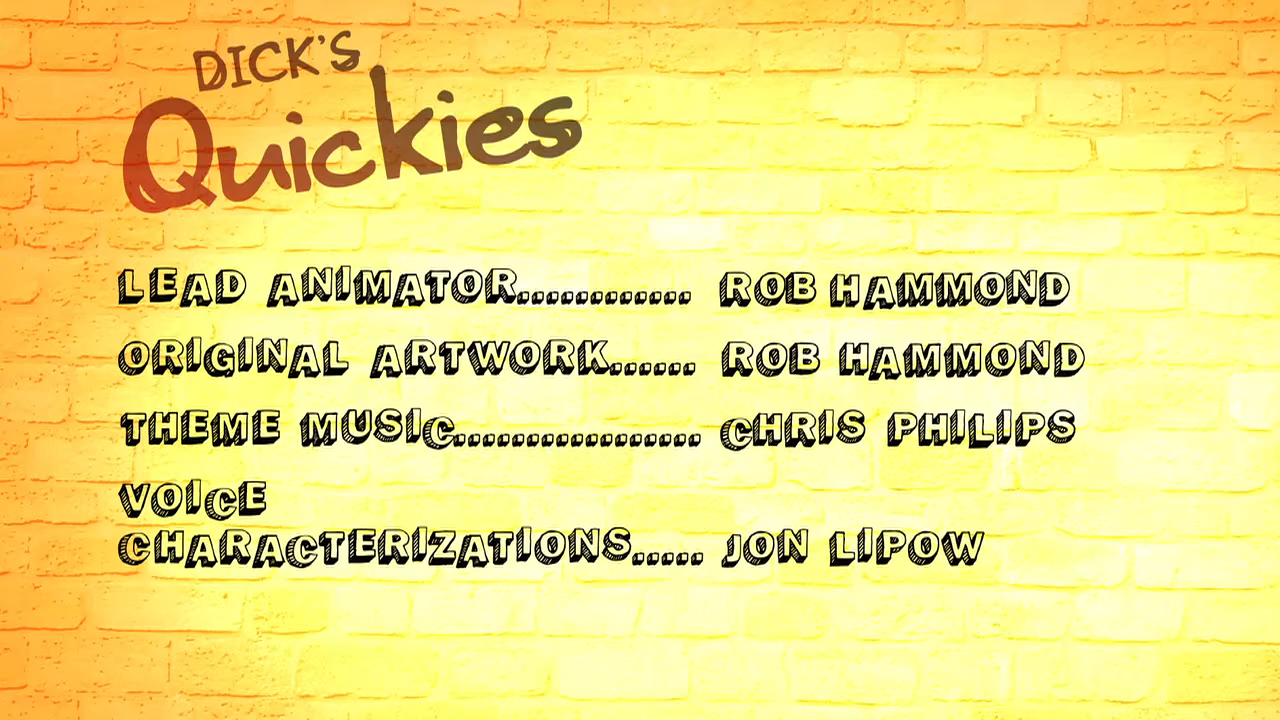 DICK'S
Quickies
LEAD ANIMATOR............ ROB HAMMOND
ORIGINAL ARTWORK...... ROB HAMMOND
THEME MUSIC................. CHRIS PHILIPS
VOICE
CHARACTERIZATIONS..... JON LIPOW